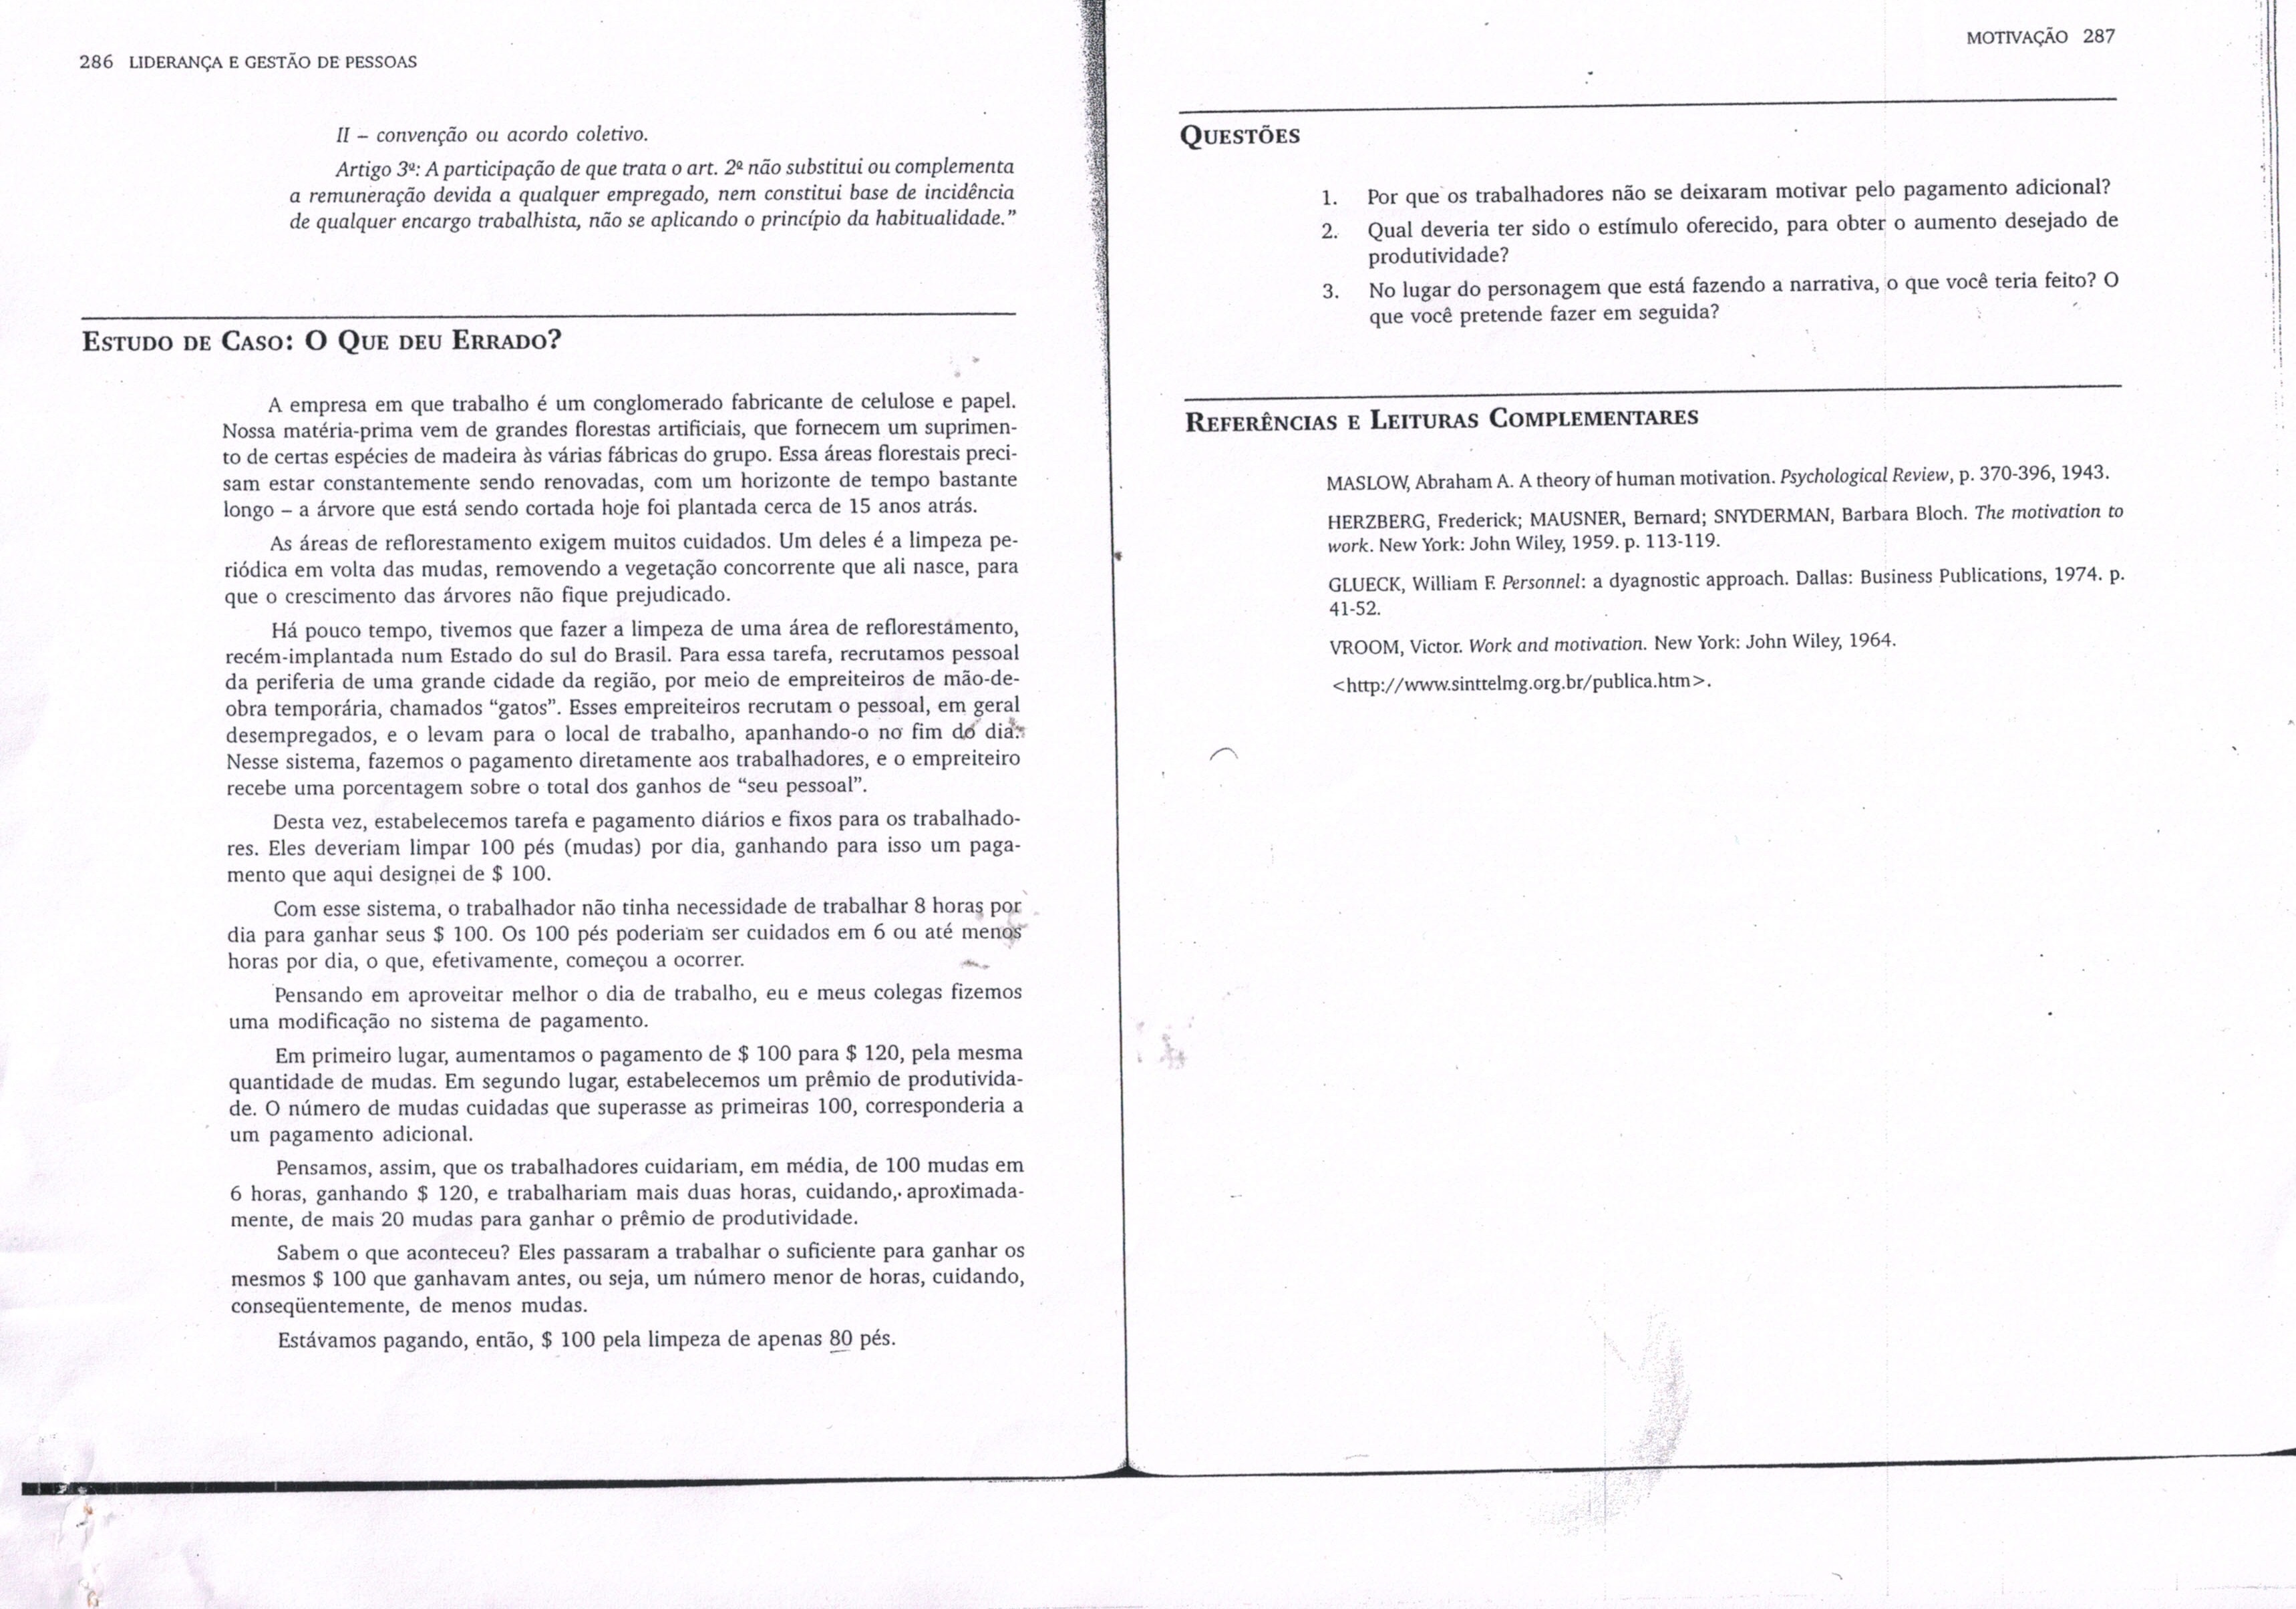 286 LIDERANÇA E GESTÃO DE PESSOAS
II – convenção ou acordo coletivo.
Artigo 3º: A participação de que trata o art. 2º não substitui ou complementa
a remuneração devida a qualquer empregado, nem constitui base de incidência
de qualquer encargo trabalhista, não se aplicando o princípio da habitualidade.”
ESTUDO DE CASO: O QUE DEU ERRADO?
A empresa em que trabalho é um conglomerado fabricante de celulose e papel.
Nossa matéria-prima vem de grandes florestas artificiais, que fornecem um suprimen-
to de certas espécies de madeira às várias fábricas do grupo. Essa áreas florestais preci-
sam estar constantemente sendo renovadas, com um horizonte de tempo bastante
longo – a árvore que está sendo cortada hoje foi plantada cerca de 15 anos atrás.
As áreas de reflorestamento exigem muitos cuidados. Um deles é a limpeza pe-
riódica em volta das mudas, removendo a vegetação concorrente que ali nasce, para
que o crescimento das árvores não fique prejudicado.
Há pouco tempo, tivemos que fazer a limpeza de uma área de reflorestamento,
recém-implantada num Estado do sul do Brasil. Para essa tarefa, recrutamos pessoal
da periferia de uma grande cidade da região, por meio de empreiteiros de mão-de-
obra temporária, chamados “gatos”. Esses empreiteiros recrutam o pessoal, em geral
desempregados, e o levam para o local de trabalho, apanhando-o no fim do dia.
Nesse sistema, fazemos o pagamento diretamente aos trabalhadores, e o empreiteiro
recebe uma porcentagem sobre o total dos ganhos de “seu pessoal”.
Desta vez, estabelecemos tarefa e pagamento diários e fixos para os trabalhado-
res. Eles deveriam limpar 100 pés (mudas) por dia, ganhando para isso um paga-
mento que aqui designei de $ 100.
Com esse sistema, o trabalhador não tinha necessidade de trabalhar 8 horas por
dia para ganhar seus $ 100. Os 100 pés poderiam ser cuidados em 6 ou até menos
horas por dia, o que, efetivamente, começou a ocorrer.
Pensando em aproveitar melhor o dia de trabalho, eu e meus colegas fizemos
uma modificação no sistema de pagamento.
Em primeiro lugar, aumentamos o pagamento de $ 100 para $ 120, pela mesma
quantidade de mudas. Em segundo lugar, estabelecemos um prêmio de produtivida-
de. O número de mudas cuidadas que superasse as primeiras 100, corresponderia a
um pagamento adicional.
Pensamos, assim, que os trabalhadores cuidariam, em média, de 100 mudas em
6 horas, ganhando $ 120, e trabalhariam mais duas horas, cuidando, aproximada-
mente, de mais 20 mudas para ganhar o prêmio de produtividade.
Sabem o que aconteceu? Eles passaram a trabalhar o suficiente para ganhar os
mesmos $ 100 que ganhavam antes, ou seja, um número menor de horas, cuidando,
conseqüentemente, de menos mudas.
Estávamos pagando, então, $ 100 pela limpeza de apenas 80 pés.
MOTIVAÇÃO 287
QUESTÕES
1. Por que os trabalhadores não se deixaram motivar pelo pagamento adicional?
2. Qual deveria ter sido o estímulo oferecido, para obter o aumento desejado de
produtividade?
3. No lugar do personagem que está fazendo a narrativa, o que você teria feito? O
que você pretende fazer em seguida?
REFERÊNCIAS E LEITURAS COMPLEMENTARES
MASLOW, Abraham A. A theory of human motivation. Psychological Review, p. 370-396, 1943.
HERZBERG, Frederick; MAUSNER, Bernard; SNYDERMAN, Barbara Bloch. The motivation to
work. New York: John Wiley, 1959. p. 113-119.
GLUECK, William F. Personnel: a dyagnostic approach. Dallas: Business Publications, 1974. p.
41-52.
VROOM, Victor. Work and motivation. New York: John Wiley, 1964.
<http://www.sinttelmg.org.br/publica.htm>.